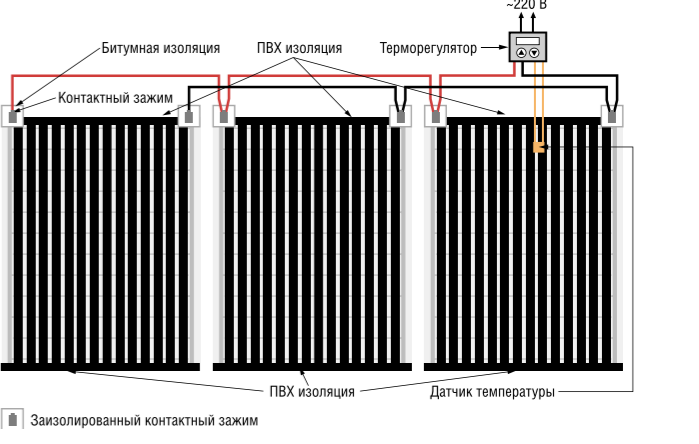 ~220 В
Битумная изоляция
ПВХ изоляция
Терморегулятор
Контактный зажим
ПВХ изоляция
Датчик температуры
Заизолированный контактный зажим